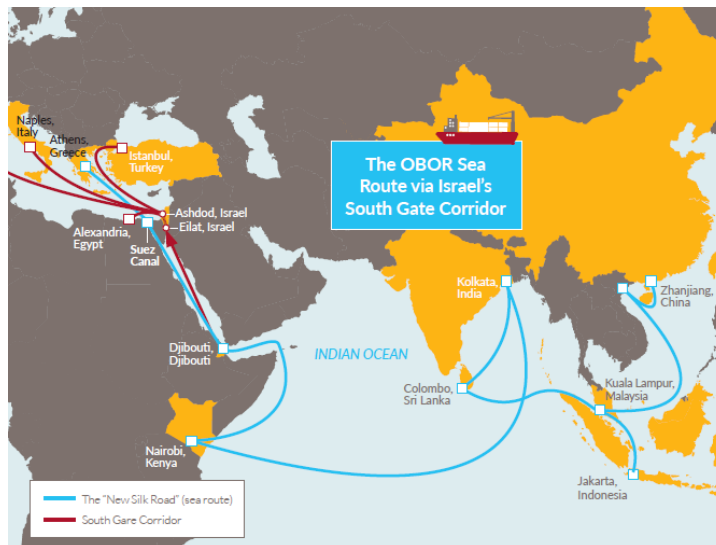 Naples,
Italy
Athens,
Greece
Istanbul,
Turkey
The OBOR Sea
Route via Israel's
South Gate Corridor
Ashdod, Israel
Eilat, Israel
Alexandria,
Egypt
Suez
Canal
Kolkata,
India
Zhanjiang,
China
Djibouti,
Djibouti
INDIAN OCEAN
Colombo,
Sri Lanka
Kuala Lampur,
Malaysia
Nairobi,
Kenya
Jakarta,
Indonesia
The "New Silk Road" (sea route)
South Gare Corridor